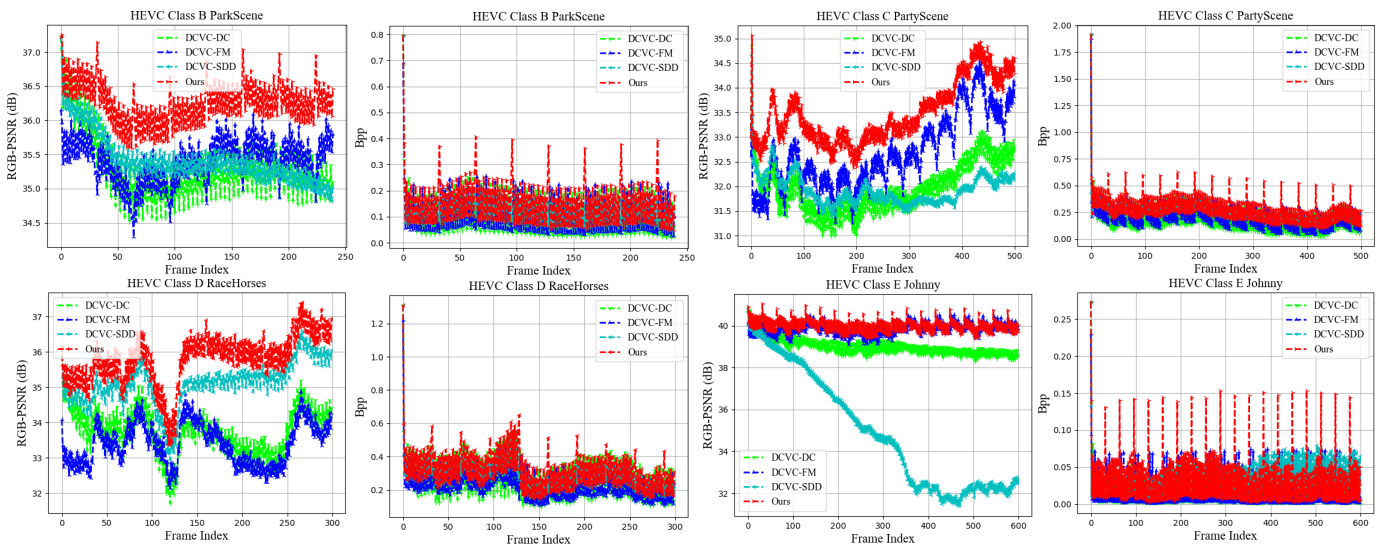 HEVC Class B ParkScene
37.0
36.5
36.0
35.5
35.0
34.5
RGB-PSNR (dB)
DCVC-DC
DCVC-FM
DCVC-SDD
Ours
0 50 100 150 200 250
Frame Index
HEVC Class B ParkScene
0.8
0.7
0.6
0.5
0.4
0.3
0.2
0.1
0.0
Bpp
DCVC-DC
DCVC-FM
DCVC-SDD
Ours
0 50 100 150 200 250
Frame Index
HEVC Class C PartyScene
35.0
34.5
34.0
33.5
33.0
32.5
32.0
31.5
31.0
RGB-PSNR (dB)
DCVC-DC
DCVC-FM
DCVC-SDD
Ours
0 100 200 300 400 500
Frame Index
HEVC Class C PartyScene
2.00
1.75
1.50
1.25
1.00
0.75
0.50
0.25
0.00
Bpp
DCVC-DC
DCVC-FM
DCVC-SDD
Ours
0 100 200 300 400 500
Frame Index
HEVC Class D RaceHorses
37
36
35
34
33
32
RGB-PSNR (dB)
DCVC-DC
DCVC-FM
DCVC-SDD
Ours
0 50 100 150 200 250 300
Frame Index
HEVC Class D RaceHorses
1.2
1.0
0.8
0.6
0.4
0.2
Bpp
DCVC-DC
DCVC-FM
DCVC-SDD
Ours
0 50 100 150 200 250 300
Frame Index
HEVC Class E Johnny
40
38
36
34
32
RGB-PSNR (dB)
DCVC-DC
DCVC-FM
DCVC-SDD
Ours
0 100 200 300 400 500 600
Frame Index
HEVC Class E Johnny
0.25
0.20
0.15
0.10
0.05
0.00
Bpp
DCVC-DC
DCVC-FM
DCVC-SDD
Ours
0 100 200 300 400 500 600
Frame Index